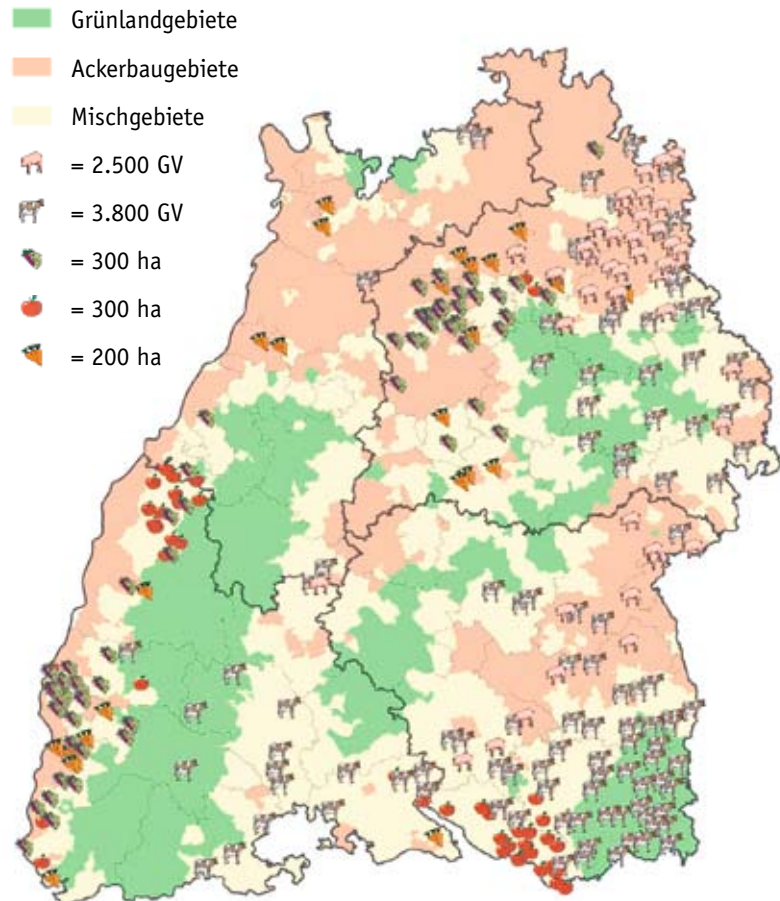 Grünlandgebiete
Ackerbaugebiete
Mischgebiete
= 2.500 GV
= 3.800 GV
= 300 ha
= 300 ha
= 200 ha